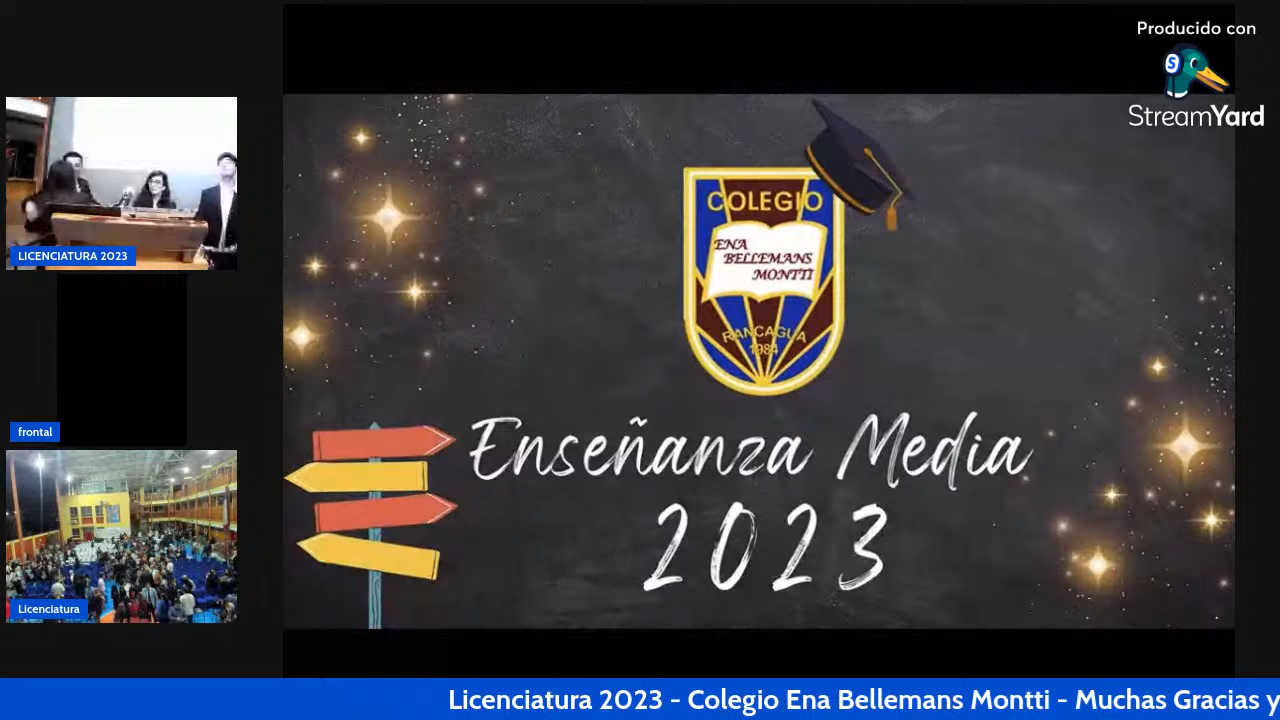 Producido con
StreamYard
S
COLEGIO
ENA
BELLEMANS
MONTTI
RANCAGUA
1984
LICENCIATURA 2023
frontal
Licenciatura
Enseñanza Media
2023
Licenciatura 2023 - Colegio Ena Bellemans Montti - Muchas Gracias y